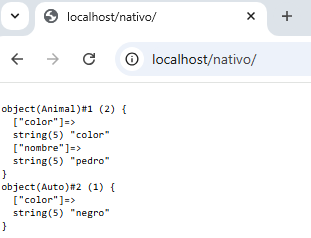 localhost/nativo/
localhost/nativo/
object(Animal)#1 (2) {
  ["color"]=>
  string(5) "color"
  ["nombre"]=>
  string(5) "pedro"
}
object(Auto)#2 (1) {
  ["color"]=>
  string(5) "negro"
}